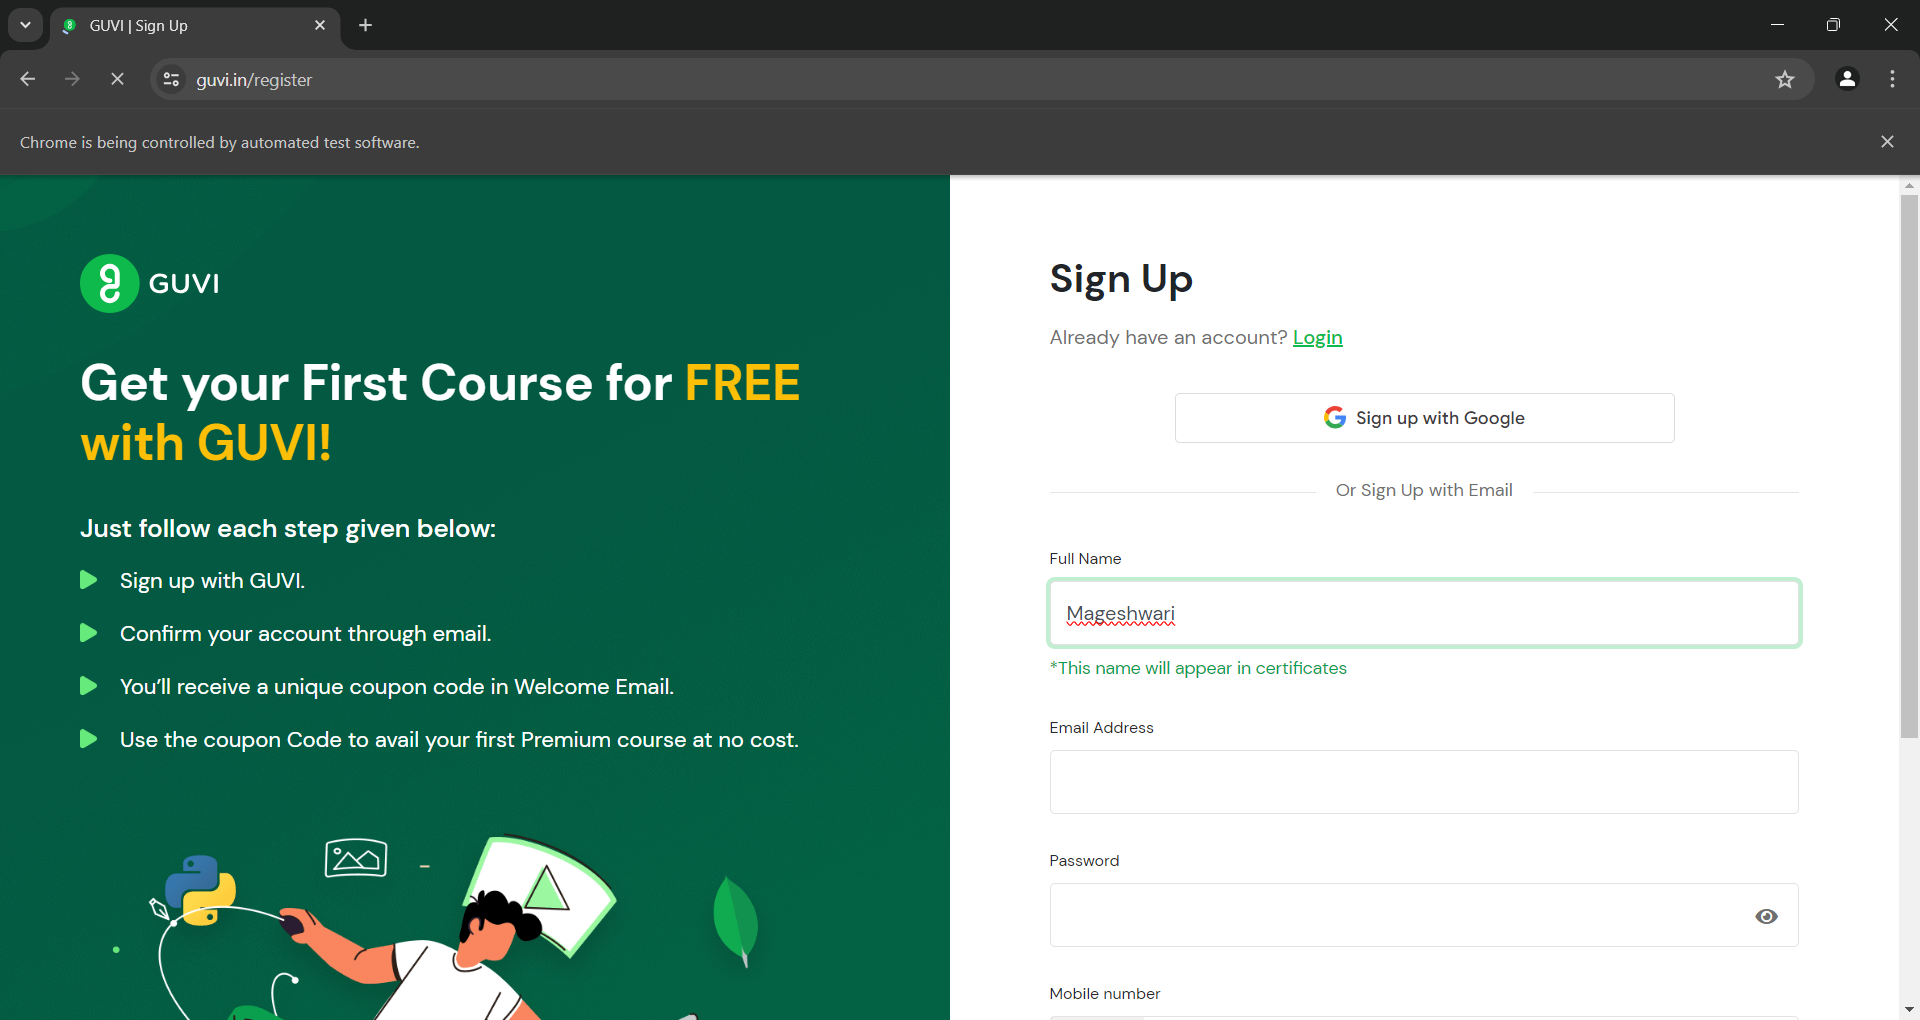 GUVI | Sign Up
guvi.in/register
Chrome is being controlled by automated test software.
GUVI
Get your First Course for FREE
with GUVI!
Just follow each step given below:
Sign up with GUVI.
Confirm your account through email.
You’ll receive a unique coupon code in Welcome Email.
Use the coupon Code to avail your first Premium course at no cost.
Sign Up
Already have an account? Login
Sign up with Google
Or Sign Up with Email
Full Name
Mageshwari
*This name will appear in certificates
Email Address
Password
Mobile number